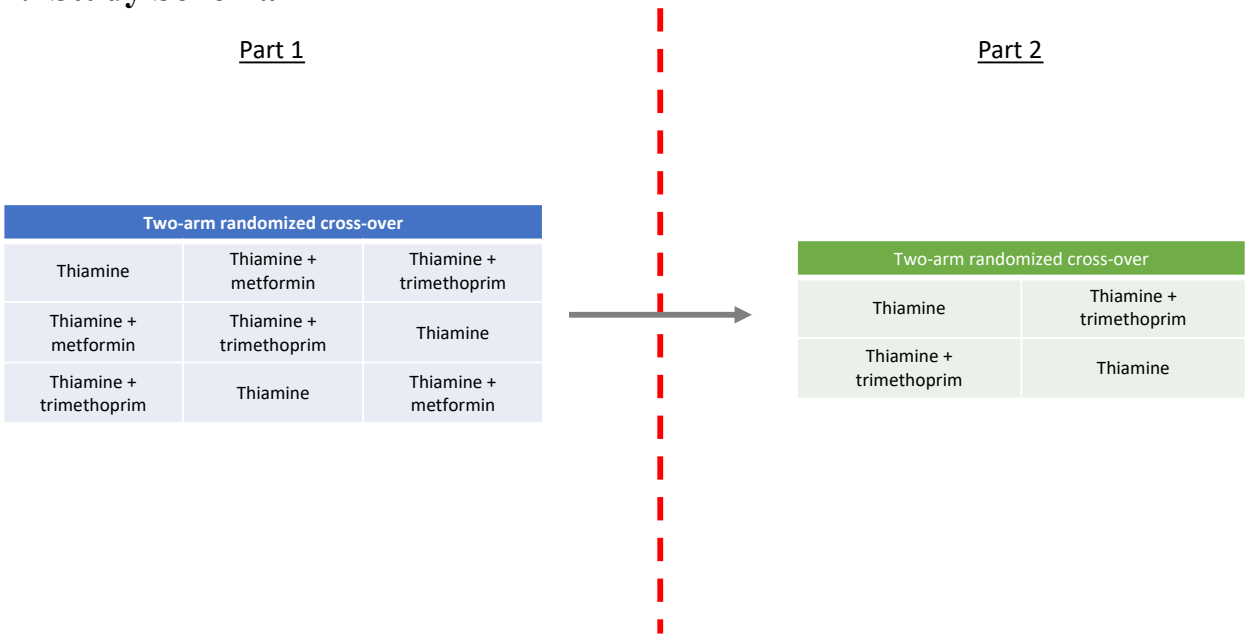 Part 1
Two-arm randomized cross-over
Thiamine
Thiamine +
metformin
Thiamine +
trimethoprim
Thiamine +
metformin
Thiamine +
trimethoprim
Thiamine
Thiamine +
trimethoprim
Thiamine
Thiamine +
metformin
Part 2
Two-arm randomized cross-over
Thiamine
Thiamine +
trimethoprim
Thiamine +
trimethoprim
Thiamine